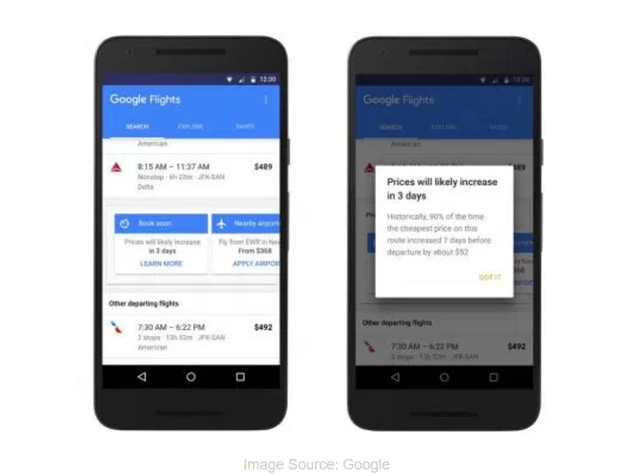 12:30
Google Flights
SEARCH EXPLORE SAVED
American
8:15 AM – 11:37 AM $489
Nonstop · 6h 22m · JFK-SAN
Delta
Book soon
Prices will likely increase
in 3 days
LEARN MORE
Nearby airport
Fly from EWR in New
From $368
APPLY AIRPOR
Other departing flights
7:30 AM – 6:22 PM $492
2 stops · 13h 52m · JFK-SAN
American
12:30
Google Flights
SEARCH EXPLORE SAVED
American
489
Prices will likely increase
in 3 days
Historically, 90% of the time
the cheapest price on this
route increased 7 days before
departure by about $52
GOT IT
Other departing flights
7:30 AM – 6:22 PM $492
2 stops · 13h 52m · JFK-SAN
Image Source: Google